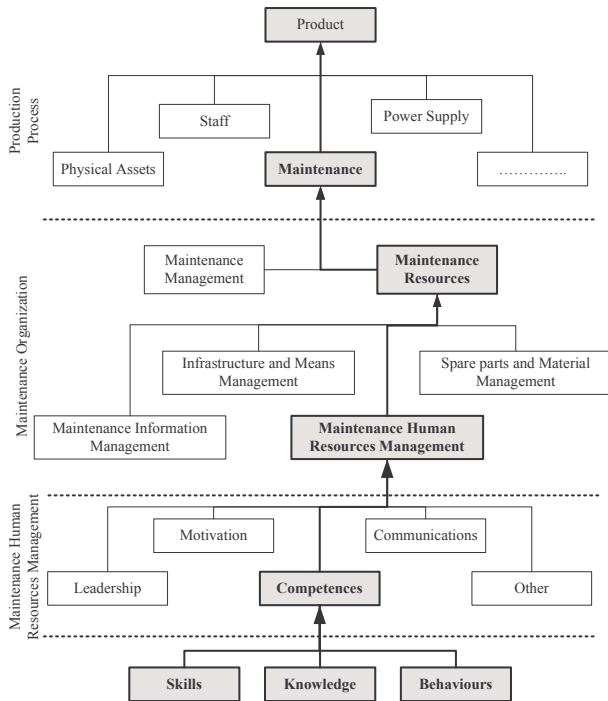 Product
Production
Process
Staff
Power Supply
Physical Assets
Maintenance
…………..
Maintenance Organization
Maintenance
Management
Maintenance
Resources
Infrastructure and Means
Management
Spare parts and Material
Management
Maintenance Information
Management
Maintenance Human
Resources Management
Maintenance Human
Resources Management
Motivation
Communications
Leadership
Competences
Other
Skills
Knowledge
Behaviours